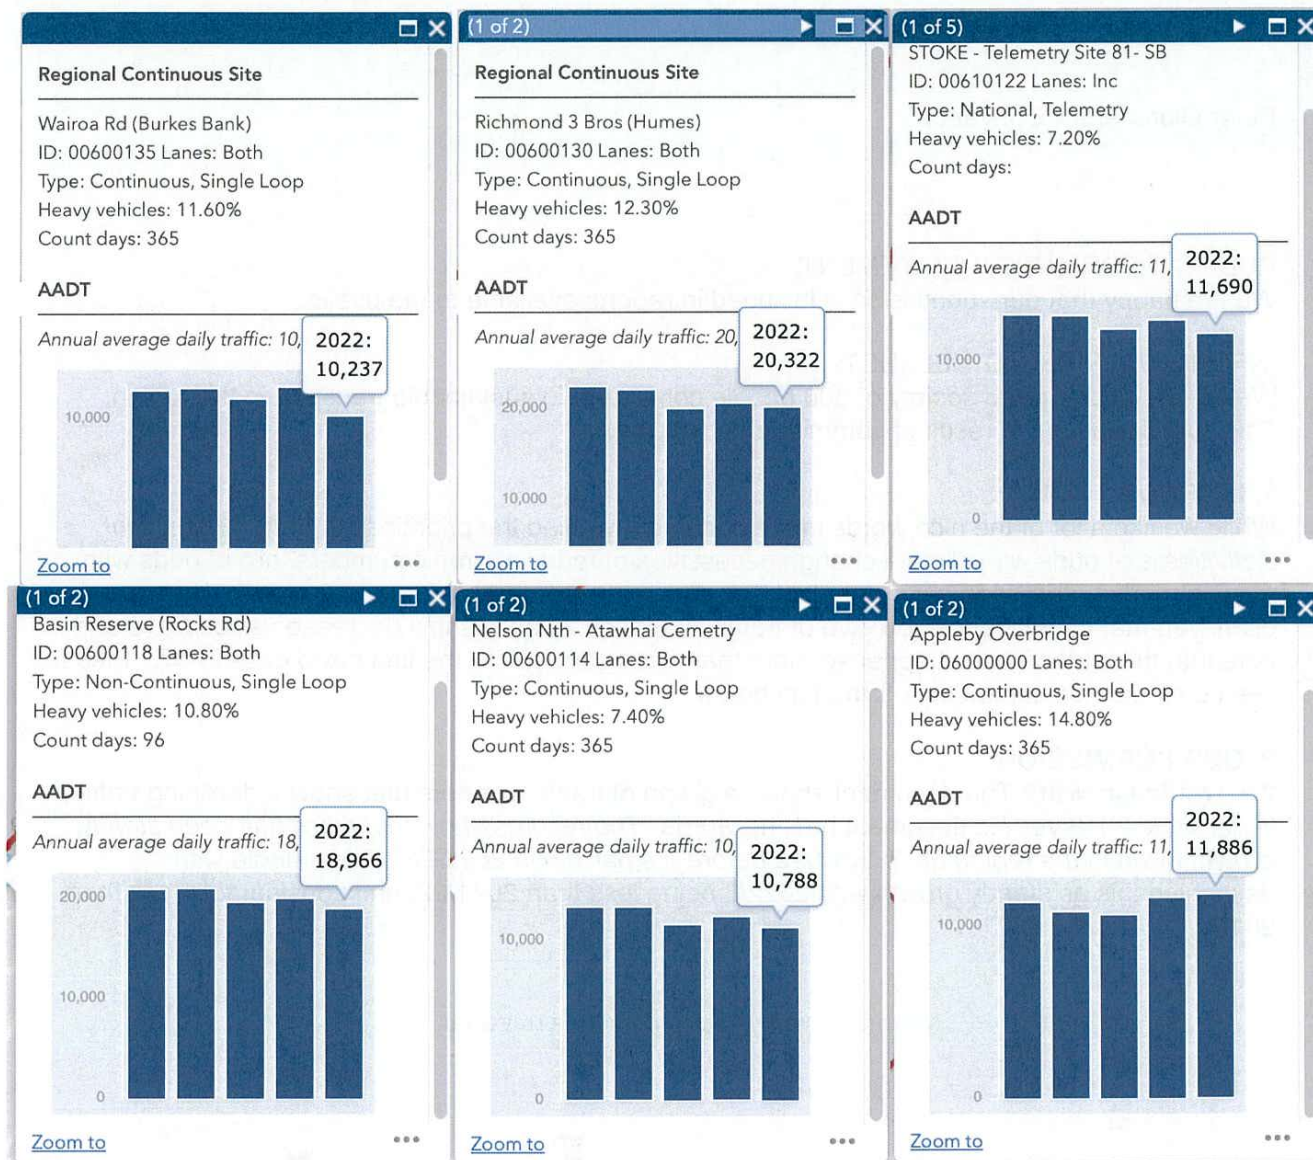 Regional Continuous Site
Wairoa Rd (Burkes Bank)
ID: 00600135 Lanes: Both
Type: Continuous, Single Loop
Heavy vehicles: 11.60%
Count days: 365
AADT
Annual average daily traffic: 10,
2022:
10,237
10,000
Zoom to
(1 of 2)
Regional Continuous Site
Richmond 3 Bros (Humes)
ID: 00600130 Lanes: Both
Type: Continuous, Single Loop
Heavy vehicles: 12.30%
Count days: 365
AADT
Annual average daily traffic: 20,
2022:
20,322
20,000
10,000
Zoom to
(1 of 5)
STOKE - Telemetry Site 81- SB
ID: 00610122 Lanes: Inc
Type: National, Telemetry
Heavy vehicles: 7.20%
Count days:
AADT
Annual average daily traffic: 11,
2022:
11,690
10,000
0
Zoom to
(1 of 2)
Basin Reserve (Rocks Rd)
ID: 00600118 Lanes: Both
Type: Non-Continuous, Single Loop
Heavy vehicles: 10.80%
Count days: 96
AADT
Annual average daily traffic: 18,
2022:
18,966
20,000
10,000
0
Zoom to
(1 of 2)
Nelson Nth - Atawhai Cemetry
ID: 00600114 Lanes: Both
Type: Continuous, Single Loop
Heavy vehicles: 7.40%
Count days: 365
AADT
Annual average daily traffic: 10,
2022:
10,788
10,000
0
Zoom to
(1 of 2)
Appleby Overbridge
ID: 06000000 Lanes: Both
Type: Continuous, Single Loop
Heavy vehicles: 14.80%
Count days: 365
AADT
Annual average daily traffic: 11,
2022:
11,886
10,000
0
Zoom to